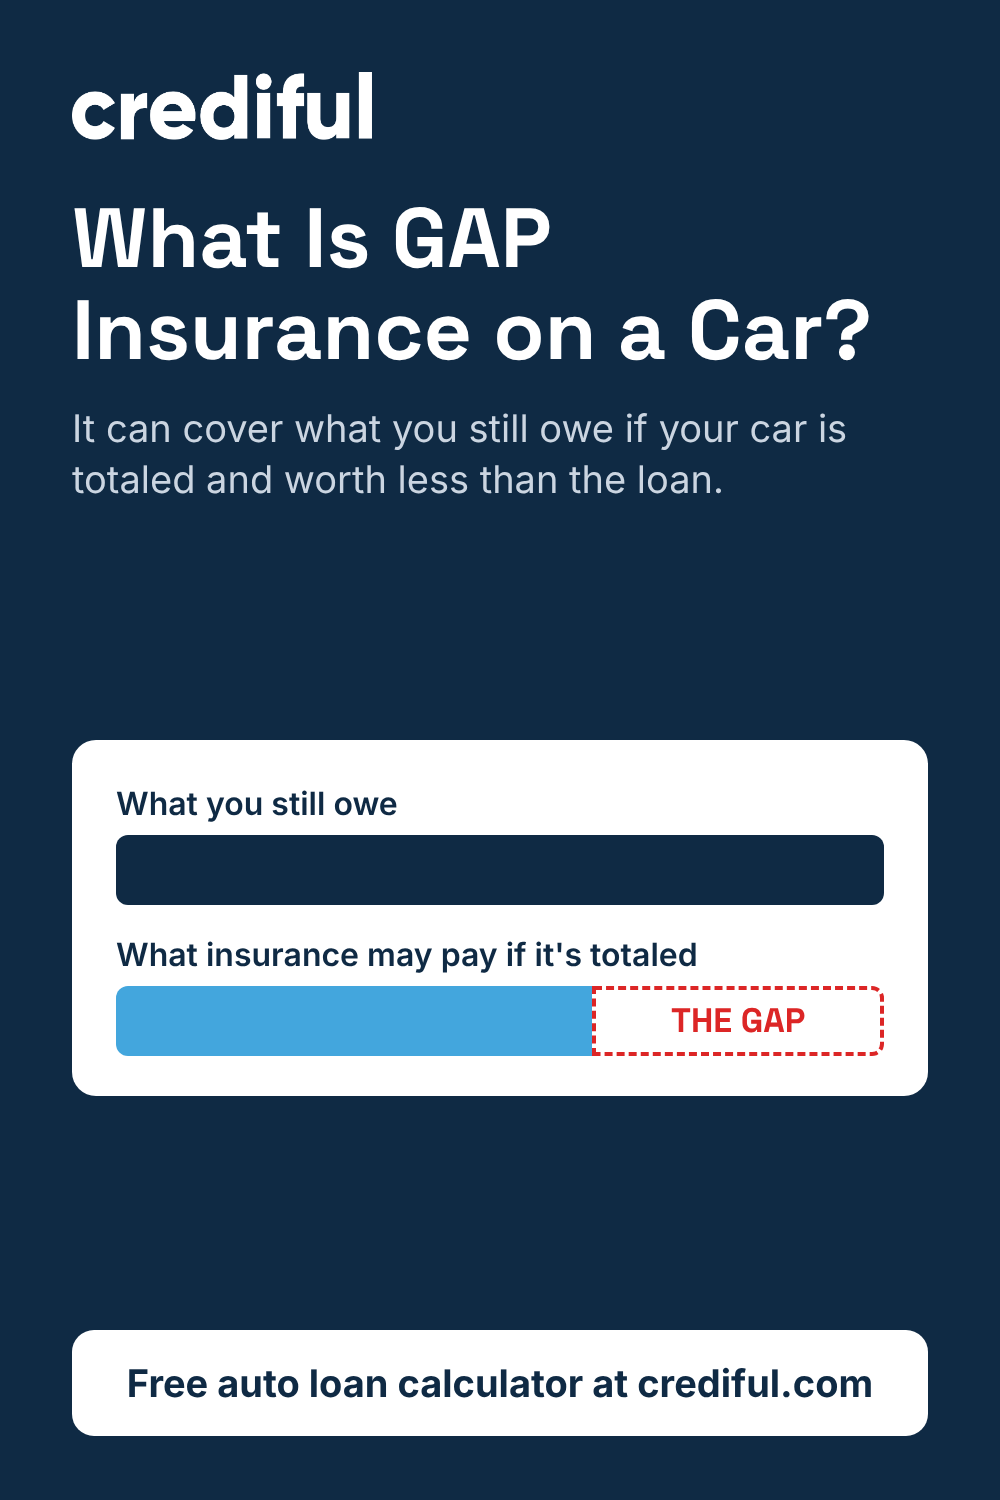 crediful
What Is GAP
Insurance on a Car?
It can cover what you still owe if your car is
totaled and worth less than the loan.
What you still owe
What insurance may pay if it's totaled
THE GAP
Free auto loan calculator at crediful.com